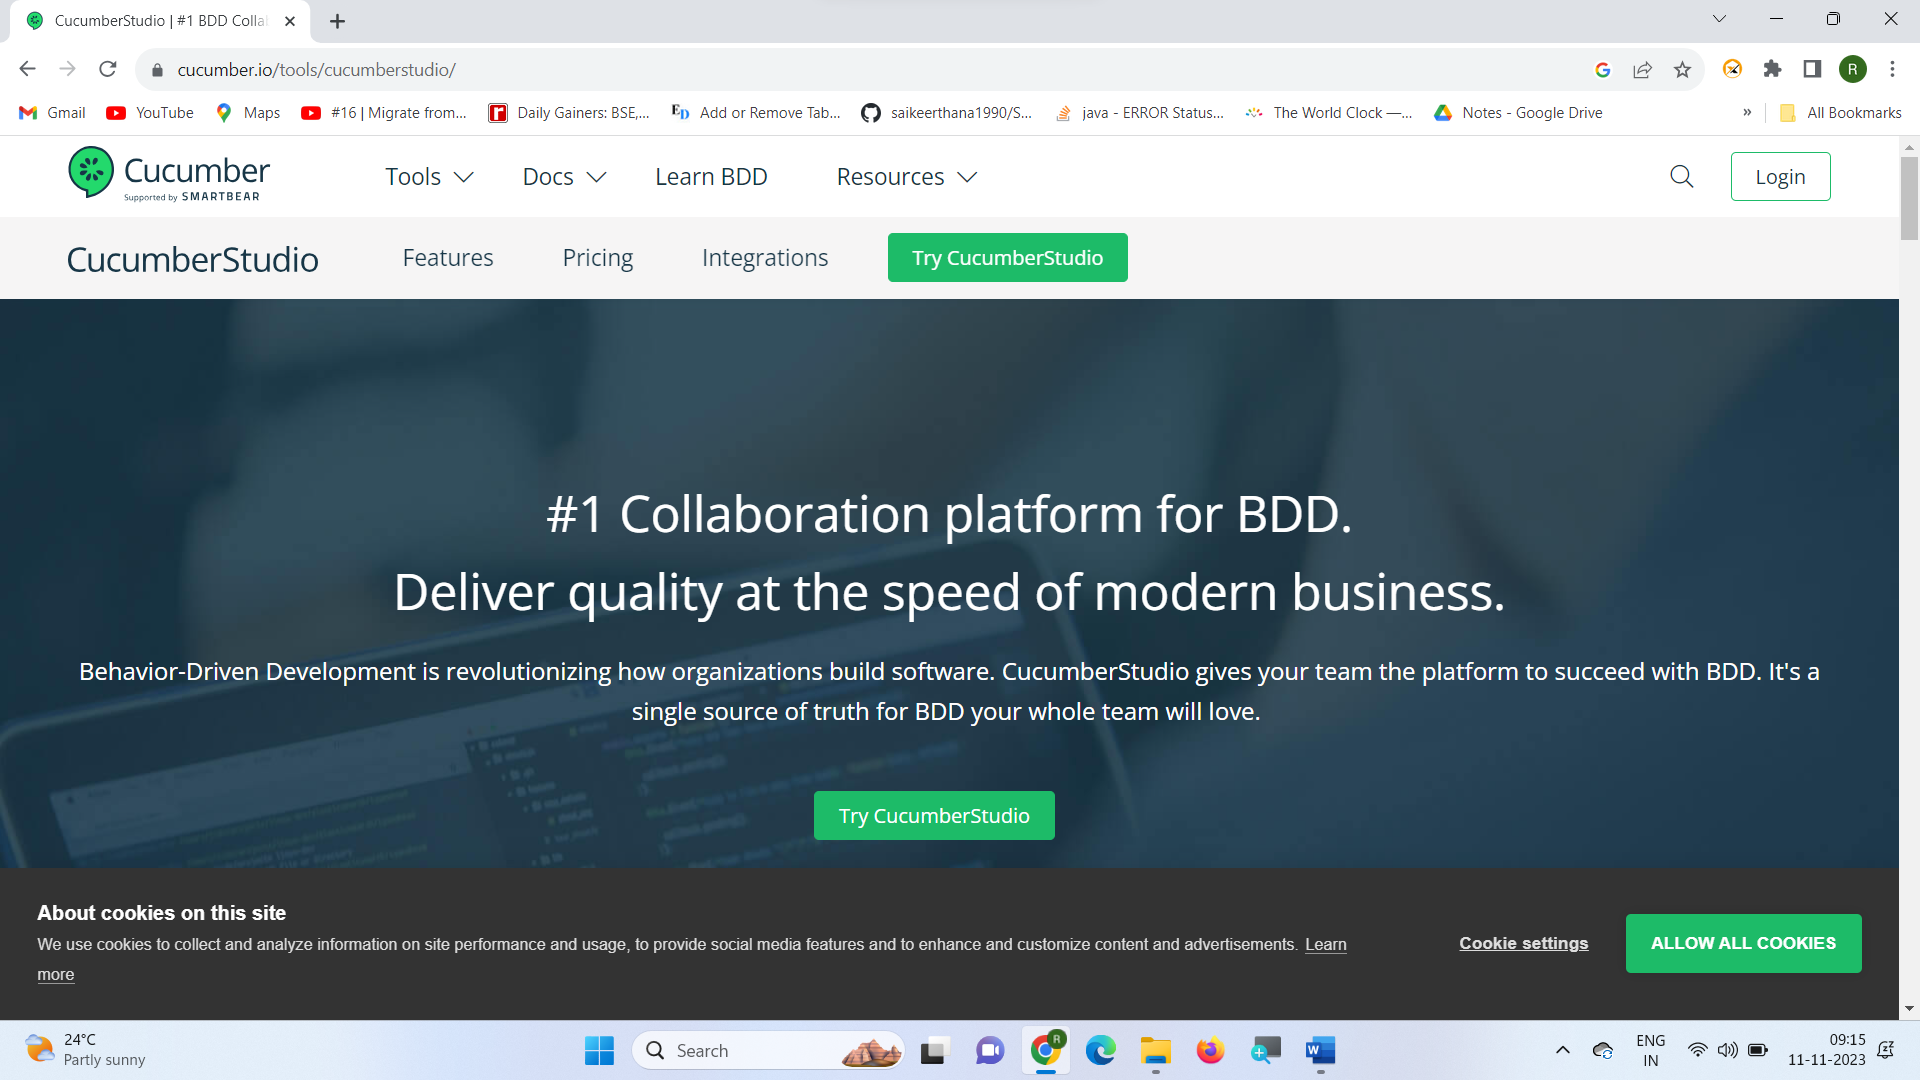 CucumberStudio | #1 BDD Colla
cucumber.io/tools/cucumberstudio/
R
Gmail
YouTube
Maps
#16 | Migrate from...
Daily Gainers: BSE,...
Add or Remove Tab...
saikeerthana1990/S...
java - ERROR Status...
The World Clock —...
Notes - Google Drive
»
All Bookmarks
Cucumber
Supported by SMARTBEAR
Tools
Docs
Learn BDD
Resources
Login
CucumberStudio
Features
Pricing
Integrations
Try CucumberStudio
#1 Collaboration platform for BDD.
Deliver quality at the speed of modern business.
Behavior-Driven Development is revolutionizing how organizations build software. CucumberStudio gives your team the platform to succeed with BDD. It's a
single source of truth for BDD your whole team will love.
Try CucumberStudio
About cookies on this site
We use cookies to collect and analyze information on site performance and usage, to provide social media features and to enhance and customize content and advertisements. Learn
more
Cookie settings
ALLOW ALL COOKIES
24°C
Partly sunny
Search
ENG
IN
09:15
11-11-2023